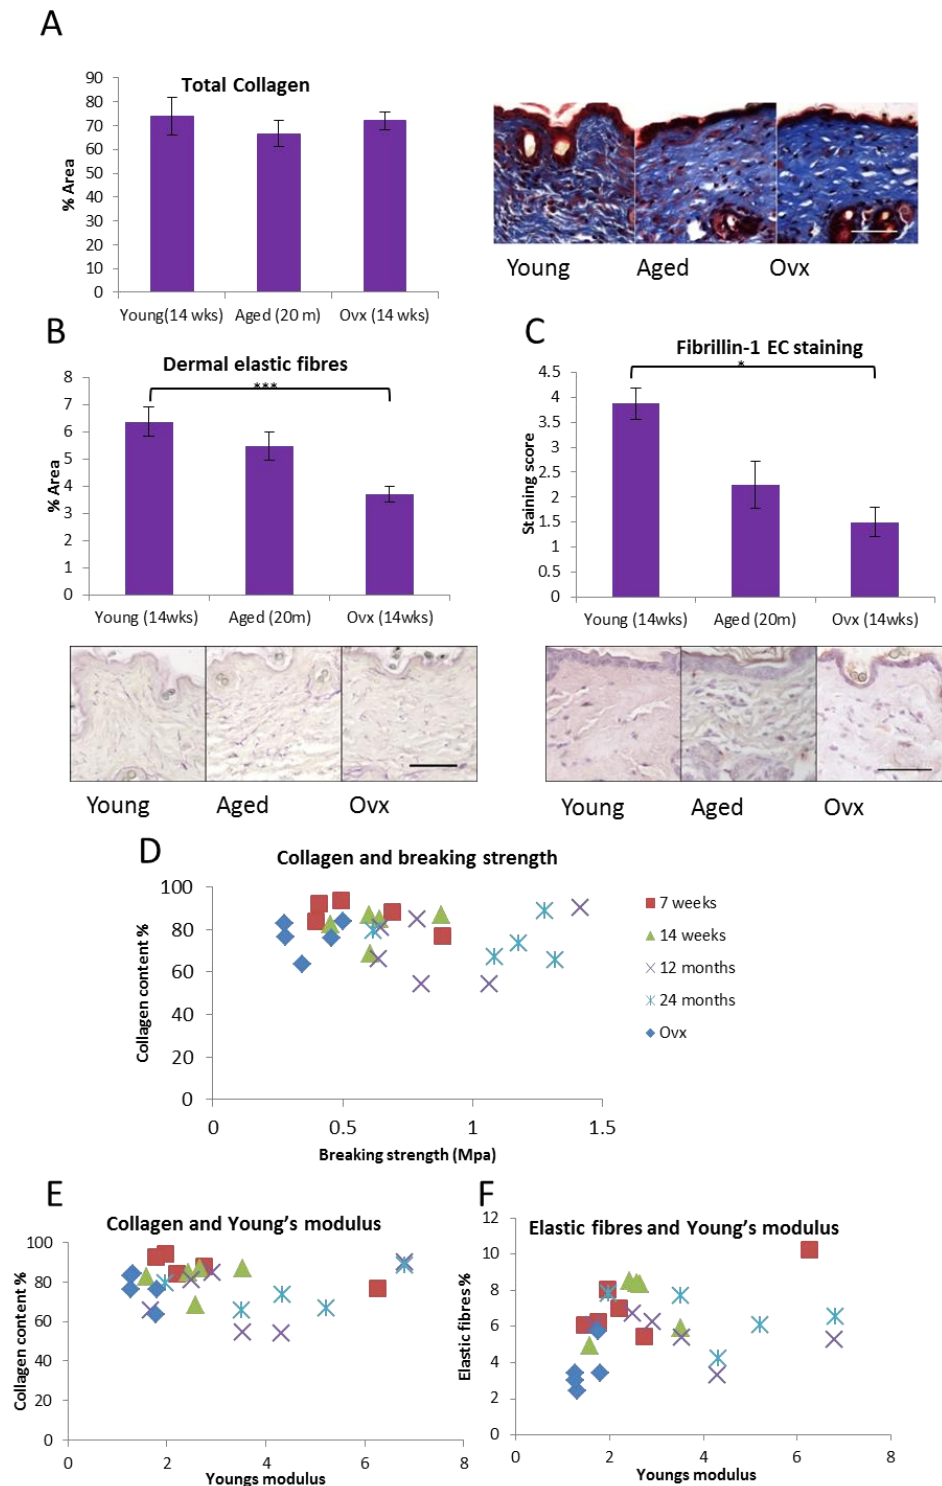 A
Total Collagen
% Area
90
80
70
60
50
40
30
20
10
0
Young(14 wks) Aged (20 m) Ovx (14 wks)
Young Aged Ovx
B
Dermal elastic fibres
***
% Area
8
7
6
5
4
3
2
1
0
Young (14wks) Aged (20m) Ovx (14wks)
Young Aged Ovx
C
Fibrillin-1 EC staining
*
Staining score
4.5
4
3.5
3
2.5
2
1.5
1
0.5
0
Young (14wks) Aged (20m) Ovx (14wks)
Young Aged Ovx
D
Collagen and breaking strength
Collagen content %
100
80
60
40
20
0
0 0.5 1 1.5
Breaking strength (Mpa)
7 weeks
14 weeks
12 months
24 months
Ovx
E
Collagen and Young's modulus
Collagen content %
100
80
60
40
20
0
0 2 4 6 8
Youngs modulus
F
Elastic fibres and Young's modulus
Elastic fibres %
12
10
8
6
4
2
0
0 2 4 6 8
Youngs modulus